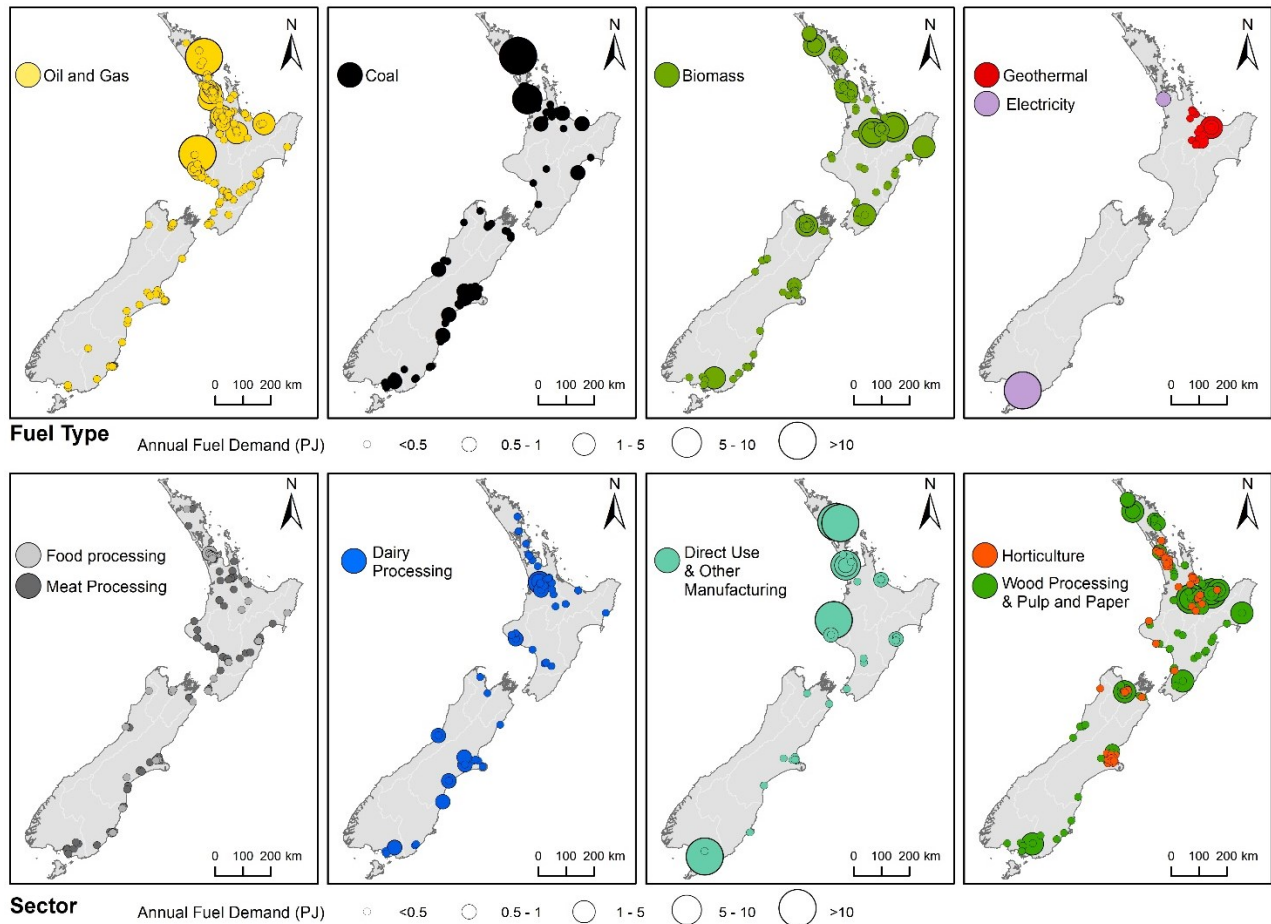 N
Oil and Gas
0 100 200 km
N
Coal
0 100 200 km
N
Biomass
0 100 200 km
N
Geothermal
Electricity
0 100 200 km
Fuel Type
Annual Fuel Demand (PJ) <0.5 0.5 - 1 1 - 5 5 - 10 >10
N
Food processing
Meat Processing
0 100 200 km
N
Dairy
Processing
0 100 200 km
N
Direct Use
& Other
Manufacturing
0 100 200 km
N
Horticulture
Wood Processing
& Pulp and Paper
0 100 200 km
Sector
Annual Fuel Demand (PJ) <0.5 0.5 - 1 1 - 5 5 - 10 >10